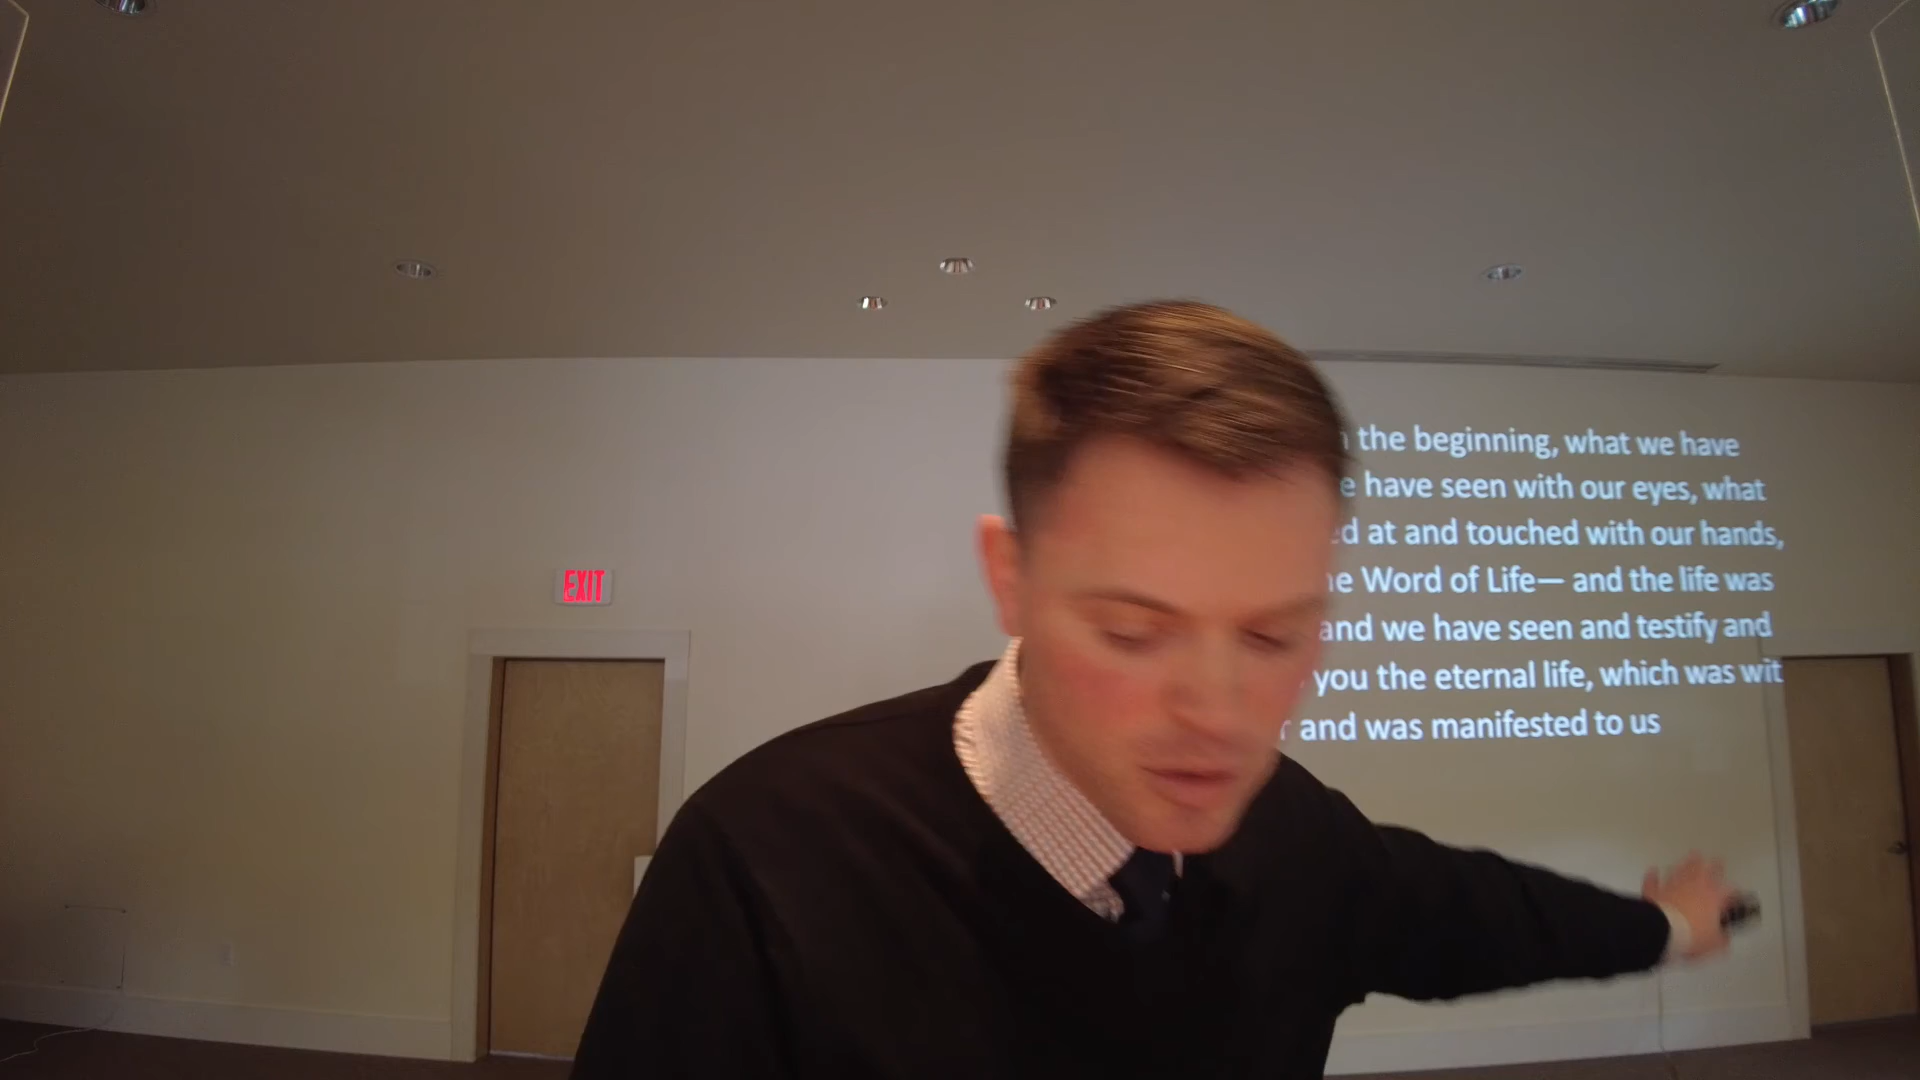 EXIT
the beginning, what we have
have seen with our eyes, what
at and touched with our hands,
Word of Life— and the life was
and we have seen and testify and
you the eternal life, which was wit
and was manifested to us